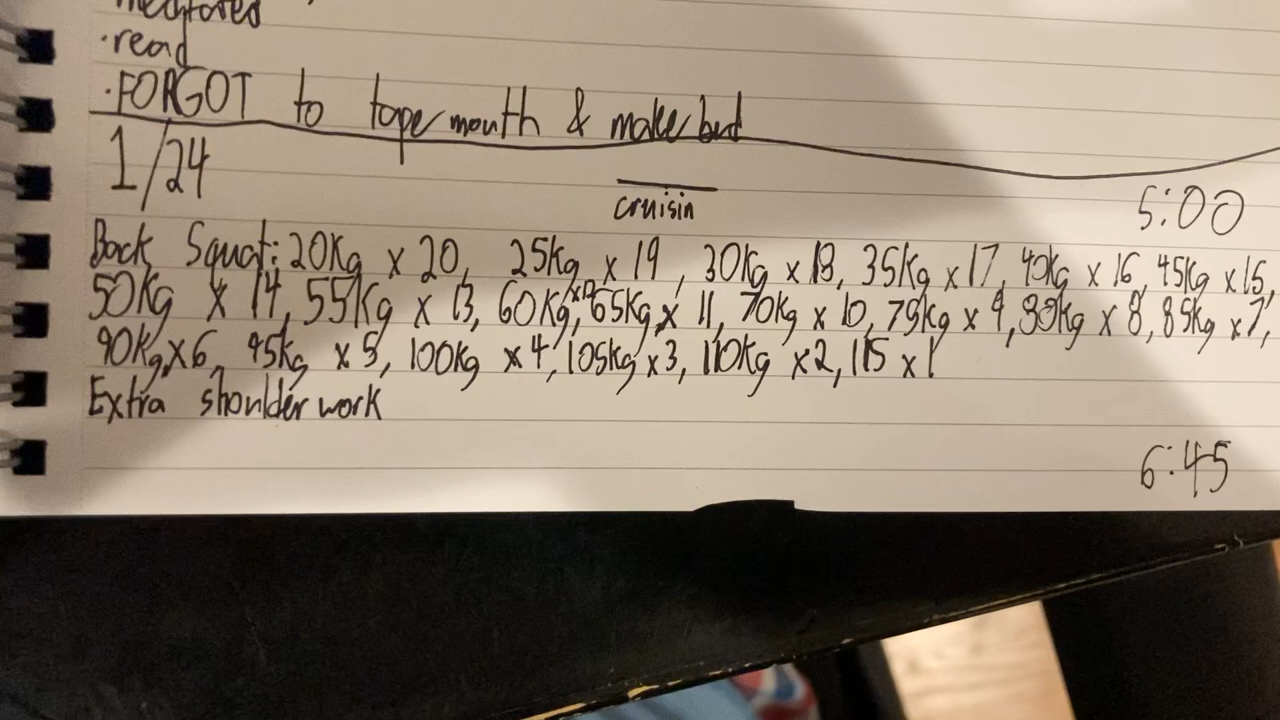 meditated
·read
·FORGOT to tape mouth & make bed
1/24
cruisin
5:00
Back Squat: 20Kg x 20, 25kg x 19, 30Kg x 18, 35Kg x 17, 40kg x 16, 45Kg x 15,
50Kg x 14, 55Kg x 13, 60Kg x 12, 65kg x 11, 70Kg x 10, 75kg x 9, 80kg x 8, 85kg x 7,
90Kg x 6, 95kg x 5, 100Kg x 4, 105kg x 3, 110Kg x 2, 115 x 1
Extra shoulder work
6:45